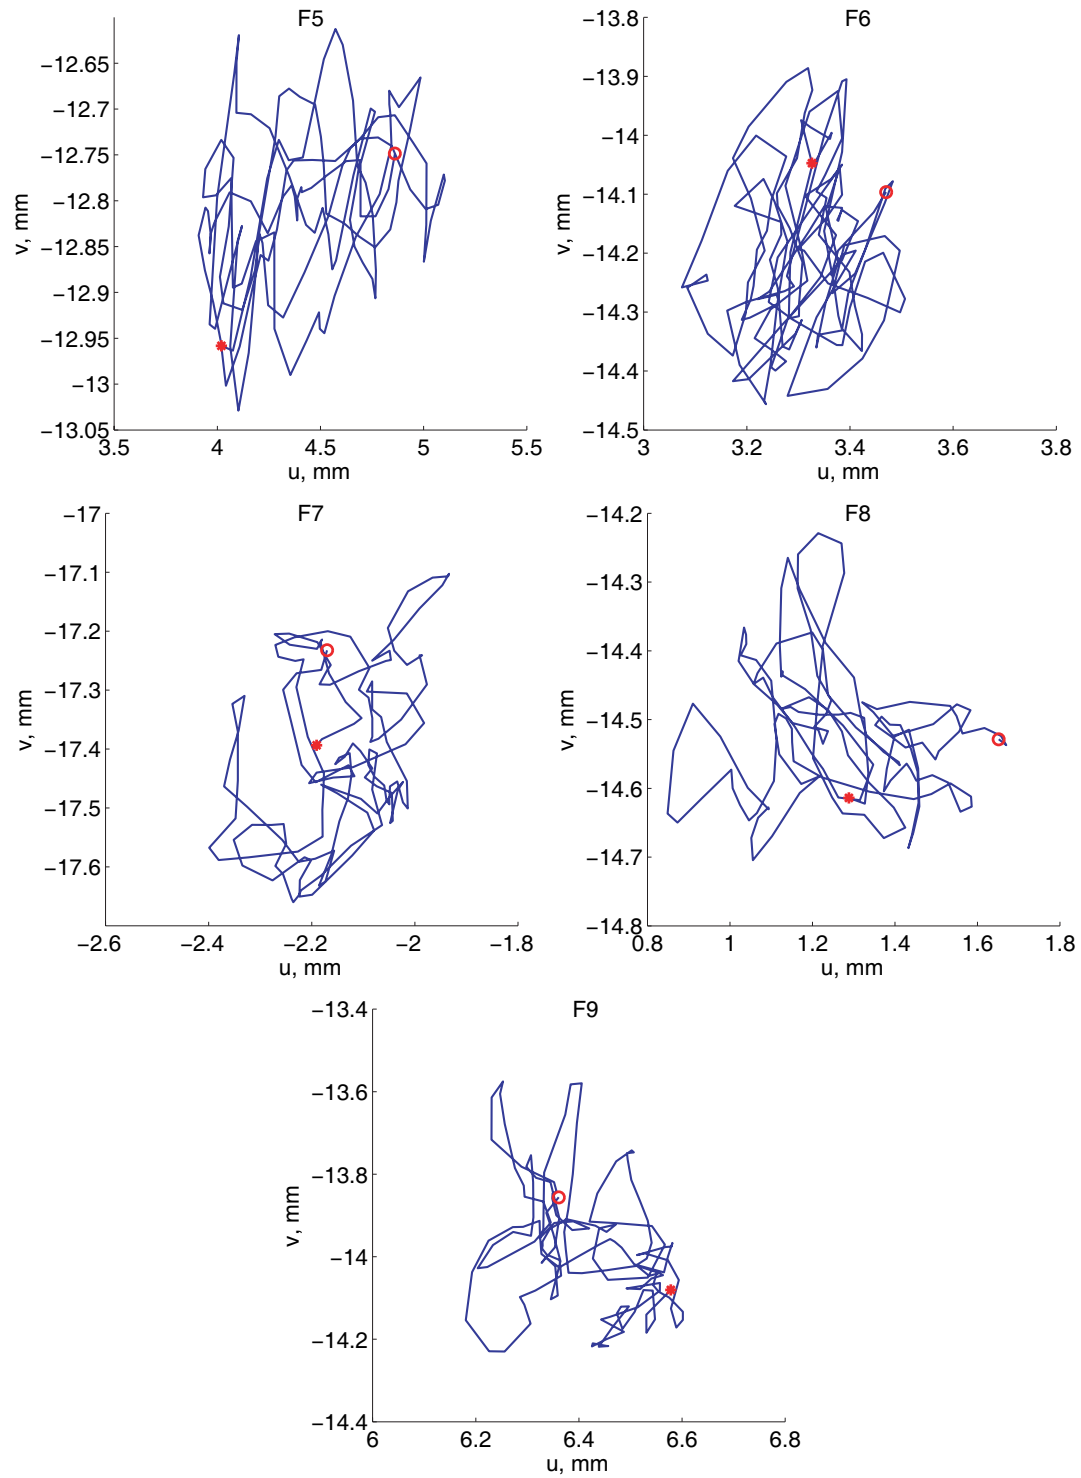 F5
−12.65
−12.7
−12.75
−12.8
−12.85
−12.9
−12.95
−13
−13.05
3.5 4 4.5 5 5.5
u, mm
v, mm
F6
−13.8
−13.9
−14
−14.1
−14.2
−14.3
−14.4
−14.5
3 3.2 3.4 3.6 3.8
u, mm
v, mm
F7
−17
−17.1
−17.2
−17.3
−17.4
−17.5
−17.6
−2.6 −2.4 −2.2 −2 −1.8
u, mm
v, mm
F8
−14.2
−14.3
−14.4
−14.5
−14.6
−14.7
−14.8
0.8 1 1.2 1.4 1.6 1.8
u, mm
v, mm
F9
−13.4
−13.6
−13.8
−14
−14.2
−14.4
6 6.2 6.4 6.6 6.8
u, mm
v, mm